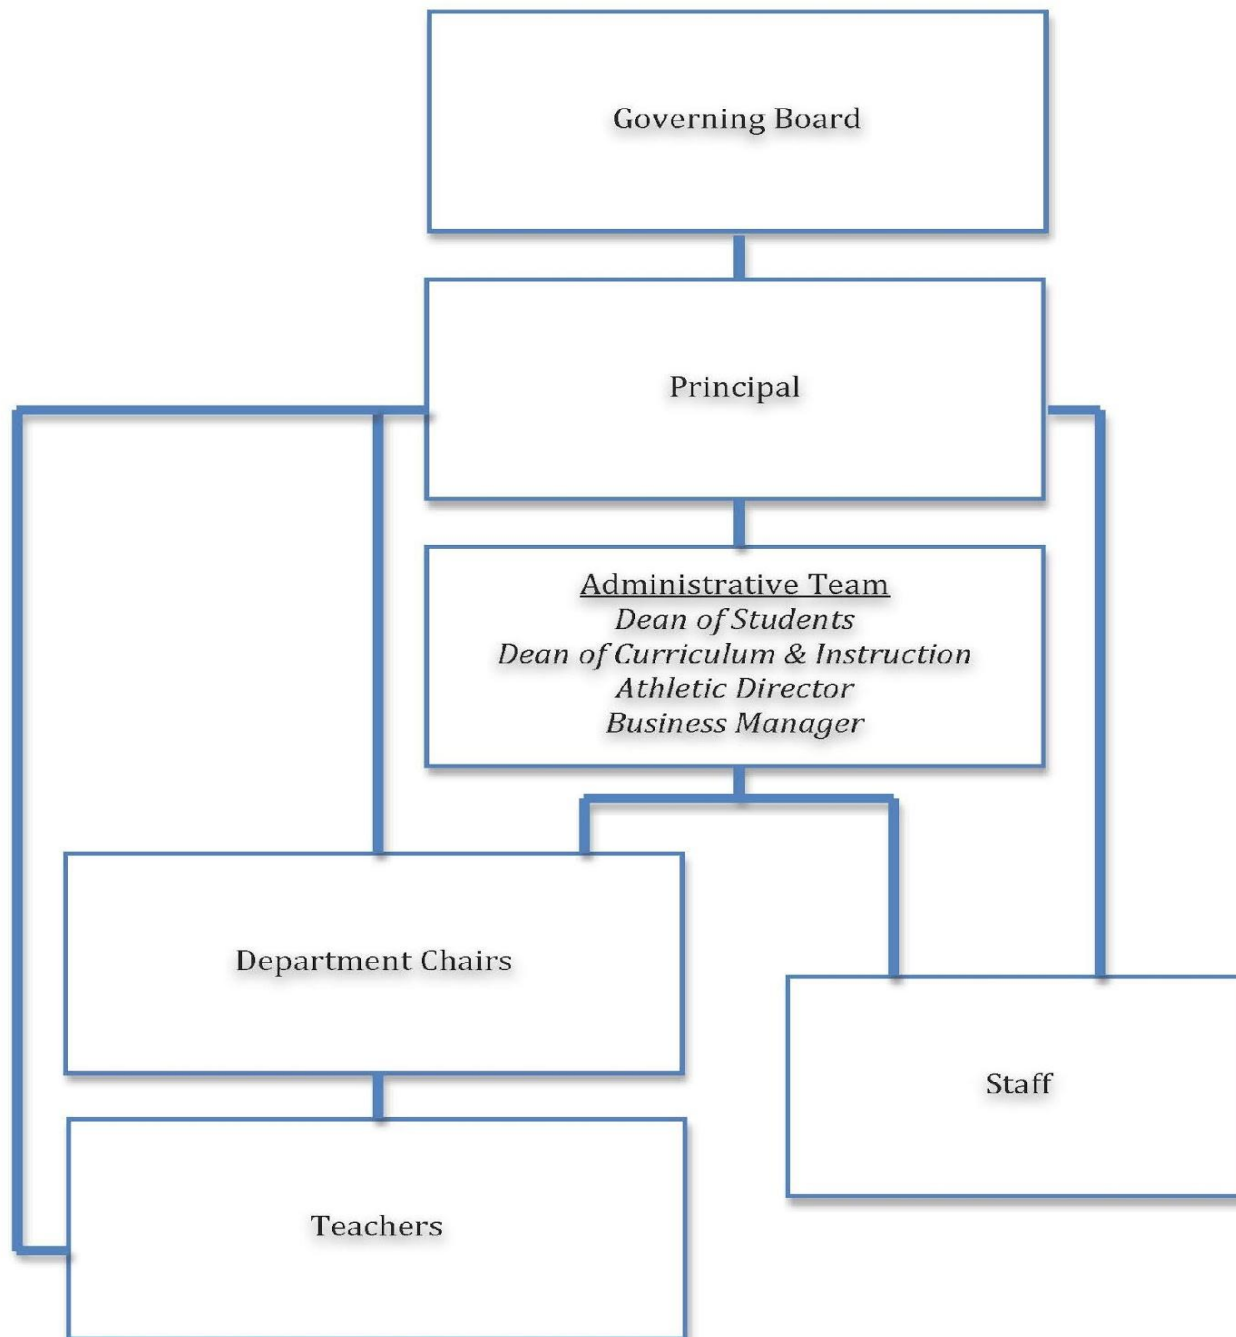 Governing Board
Principal
Administrative Team
Dean of Students
Dean of Curriculum & Instruction
Athletic Director
Business Manager
Department Chairs
Staff
Teachers